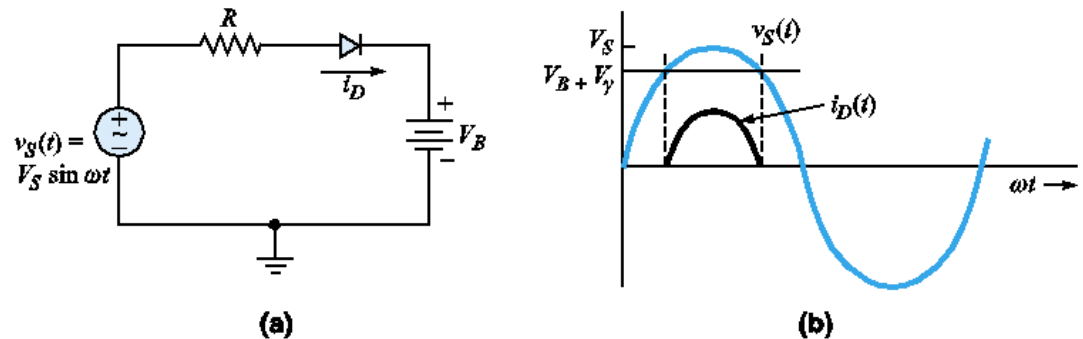 R
i_D
+
~
−
v_S(t) =
V_S sin ωt
+
V_B
−
(a)
V_S
V_B + V_γ
v_S(t)
i_D(t)
ωt
(b)